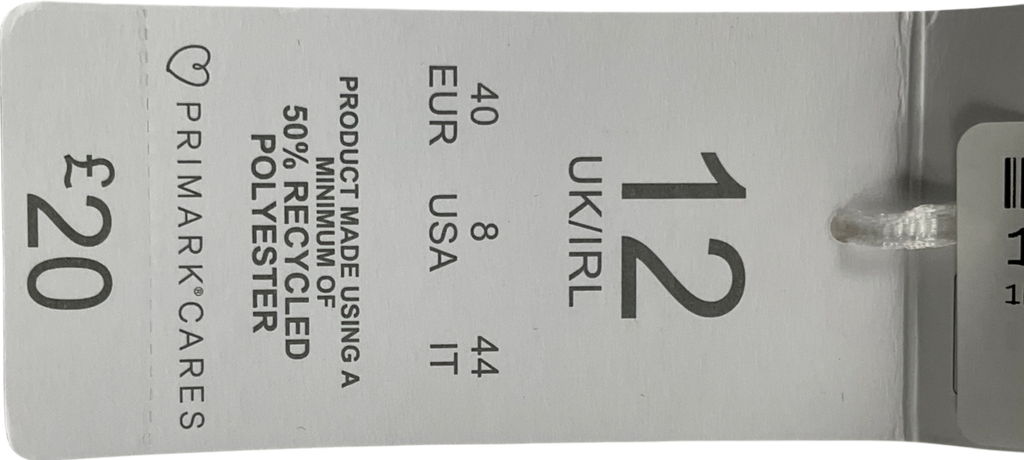 12
UK/IRL
40 8 44
EUR USA IT
PRODUCT MADE USING A
MINIMUM OF
50% RECYCLED
POLYESTER
PRIMARK®CARES
£20